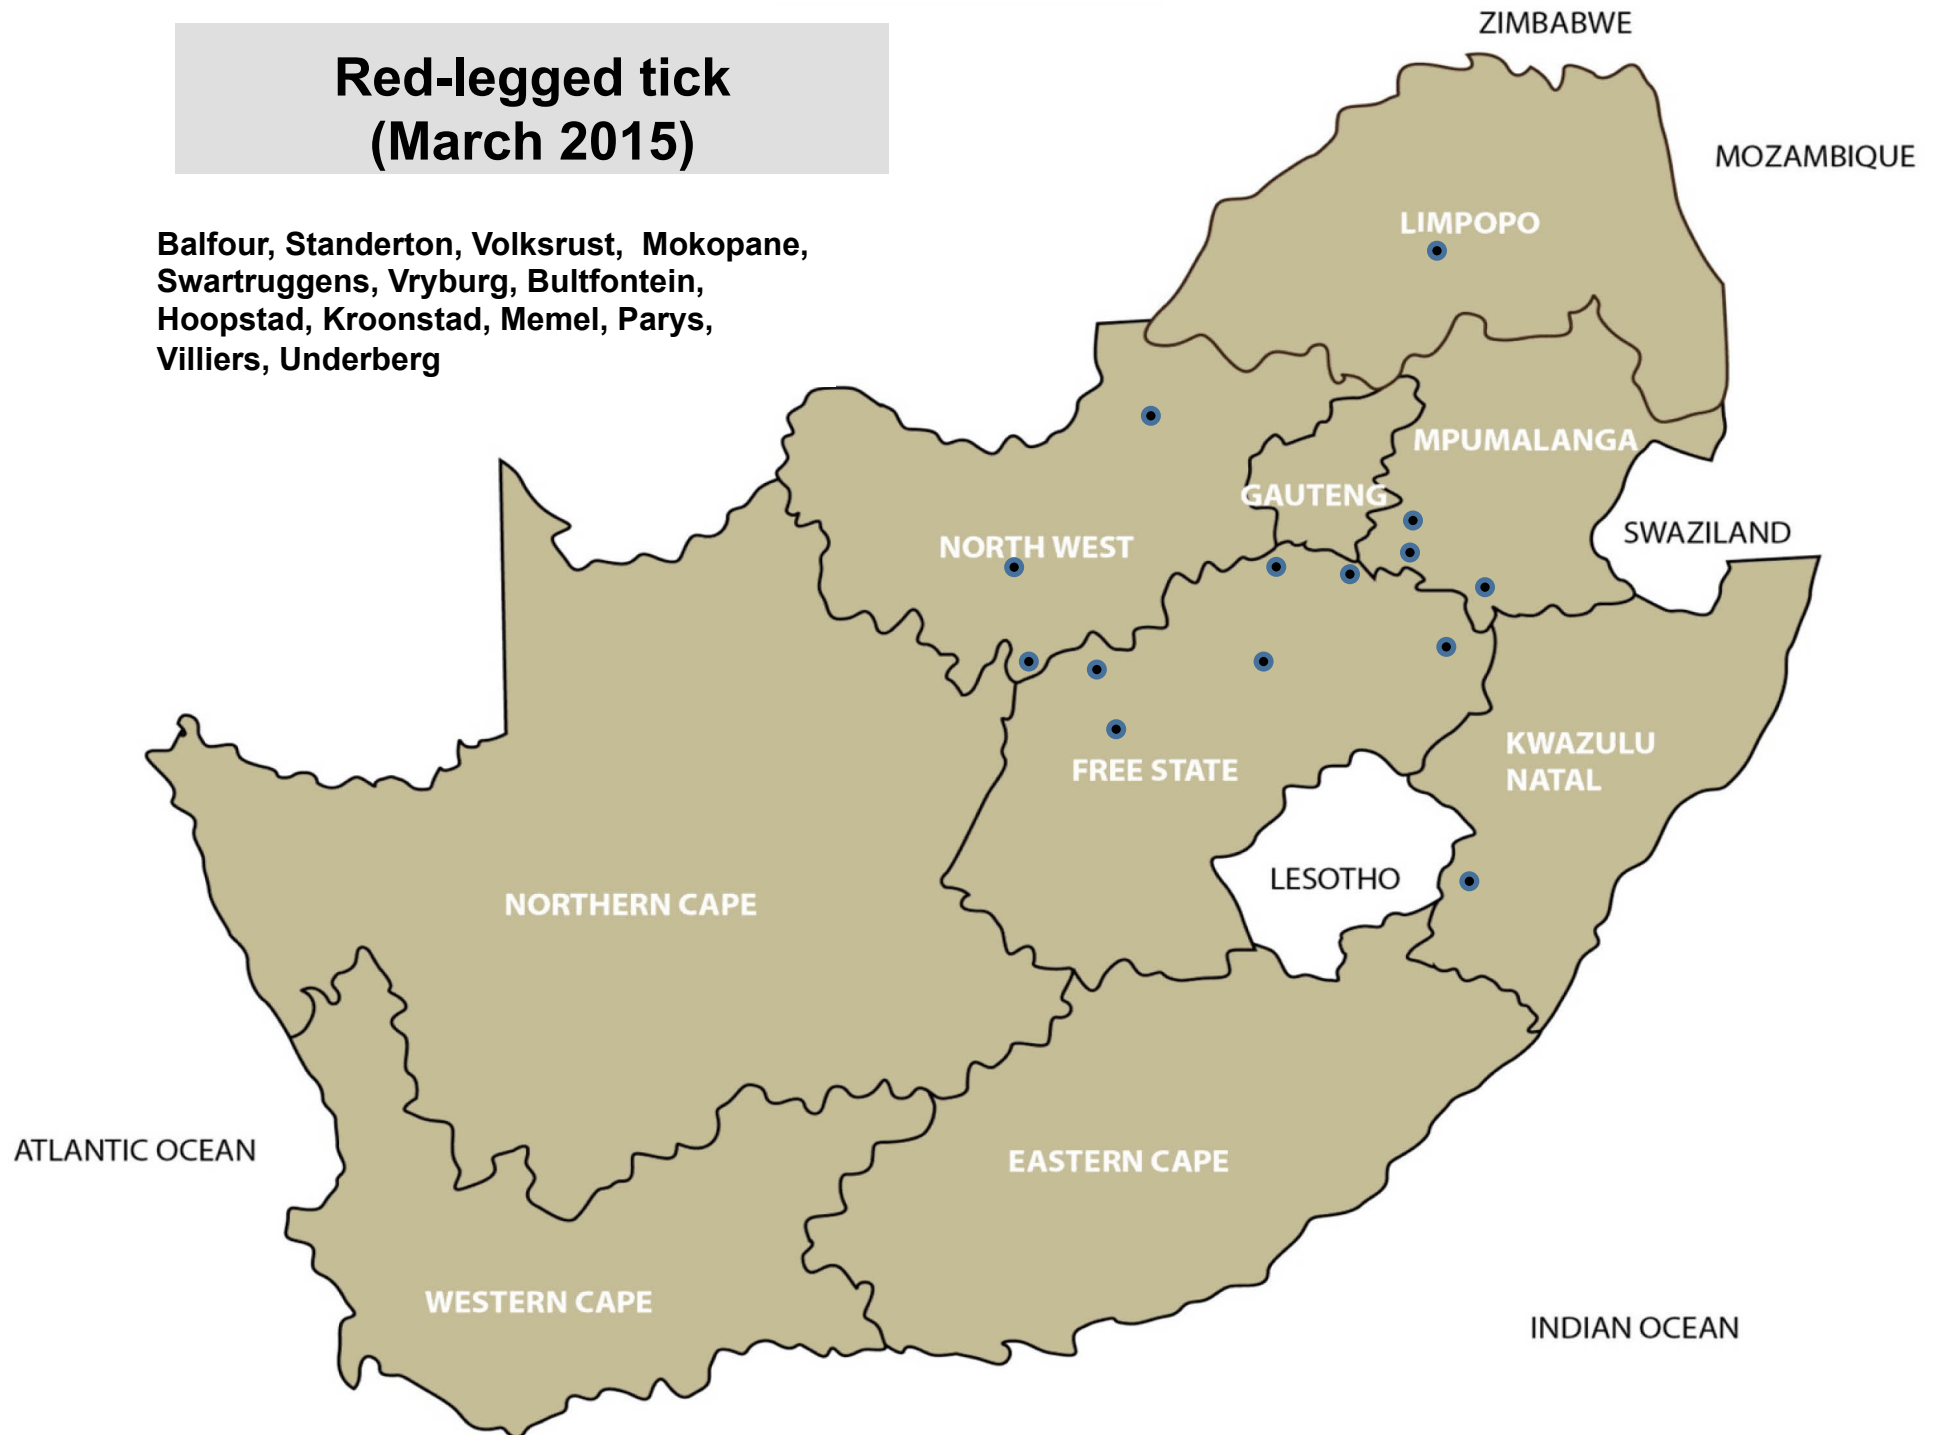 Red-legged tick
(March 2015)
Balfour, Standerton, Volksrust, Mokopane,
Swartruggens, Vryburg, Bultfontein,
Hoopstad, Kroonstad, Memel, Parys,
Villiers, Underberg
ZIMBABWE
MOZAMBIQUE
LIMPOPO
MPUMALANGA
GAUTENG
SWAZILAND
NORTH WEST
KWAZULU
NATAL
FREE STATE
LESOTHO
NORTHERN CAPE
ATLANTIC OCEAN
EASTERN CAPE
WESTERN CAPE
INDIAN OCEAN